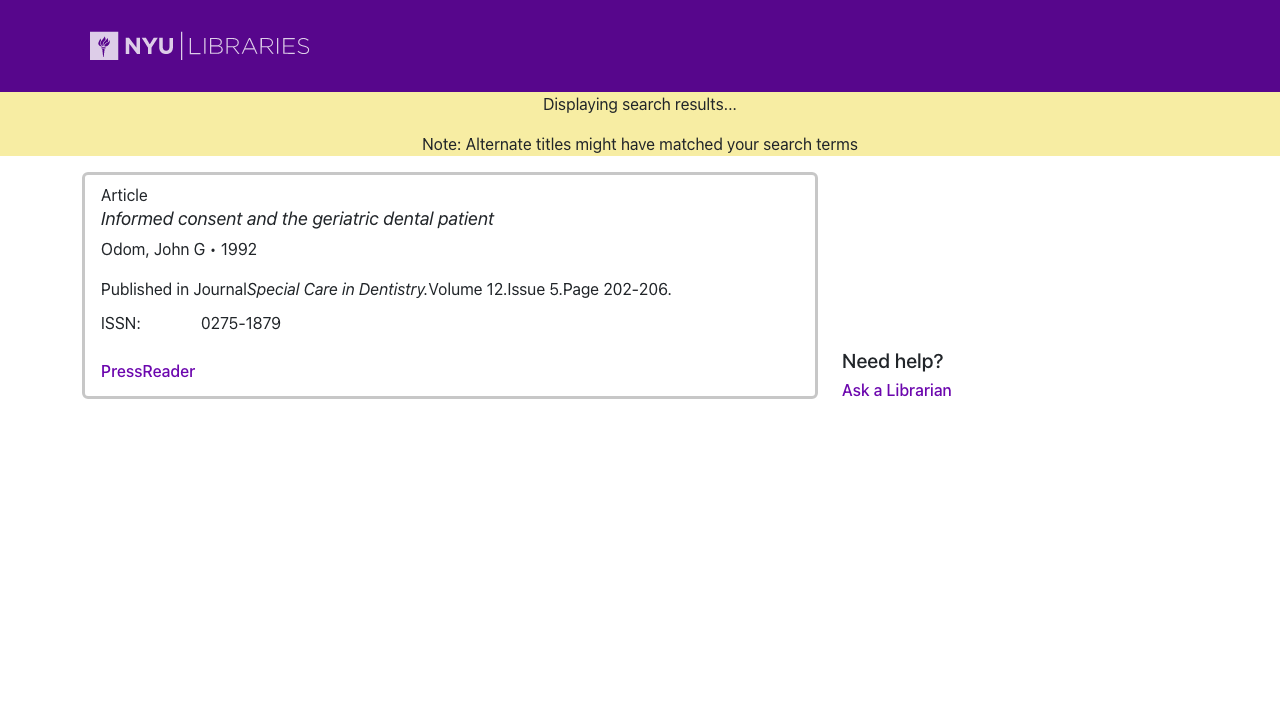 NYU LIBRARIES
Displaying search results...
Note: Alternate titles might have matched your search terms
Article
Informed consent and the geriatric dental patient
Odom, John G • 1992
Published in JournalSpecial Care in Dentistry.Volume 12.Issue 5.Page 202-206.
ISSN: 0275-1879
PressReader
Need help?
Ask a Librarian